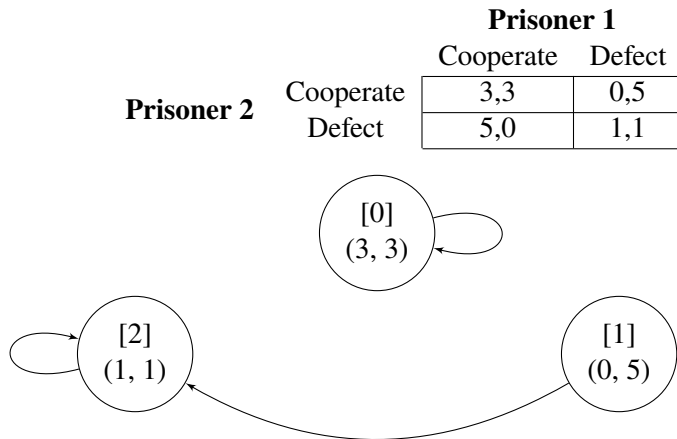 Prisoner 1
Cooperate Defect
Prisoner 2
Cooperate 3,3 0,5
Defect 5,0 1,1
[0]
(3, 3)
[2]
(1, 1)
[1]
(0, 5)